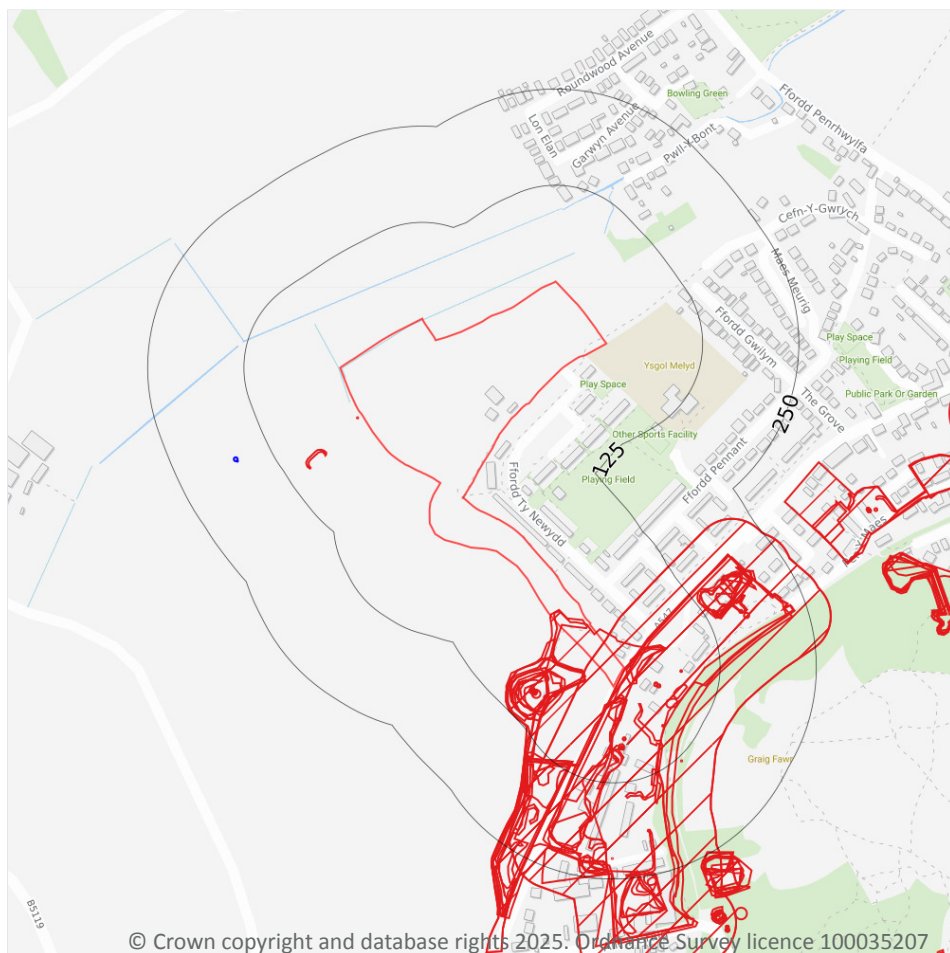 Roundwood Avenue
Bowling Green
Ffordd Penrhwylfa
Lon Elan
Garwyn Avenue
Pwll-Y-Bont
Cefn-Y-Gwrych
Maes Meurig
Ffordd Gwilym
Play Space
Playing Field
Ysgol Melyd
Play Space
The Grove
Public Park Or Garden
250
Other Sports Facility
125
Playing Field
Ffordd Pennant
Ffordd Ty Newydd
Y-Maes
A547
Graig Fawr
B5119
© Crown copyright and database rights 2025. Ordnance Survey licence 100035207